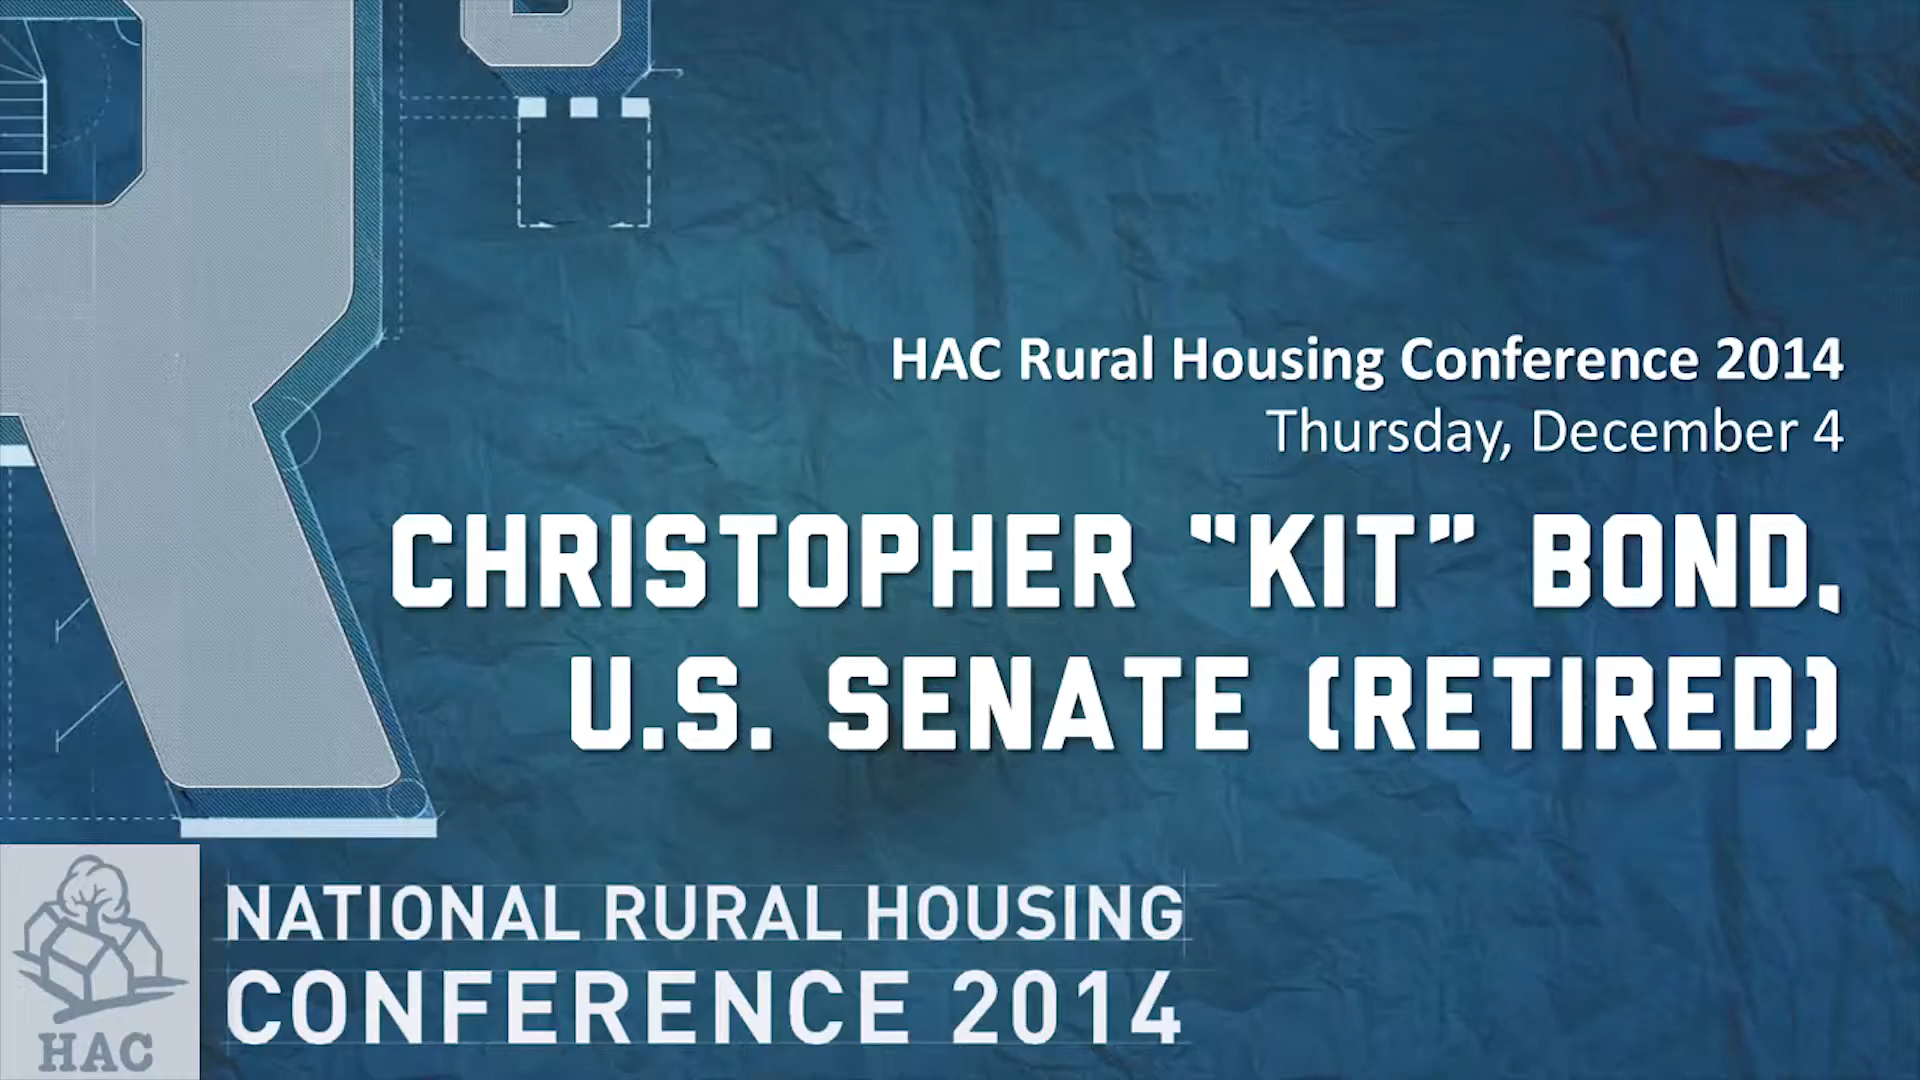 HAC Rural Housing Conference 2014
Thursday, December 4
CHRISTOPHER "KIT" BOND,
U.S. SENATE (RETIRED)
NATIONAL RURAL HOUSING
CONFERENCE 2014
HAC